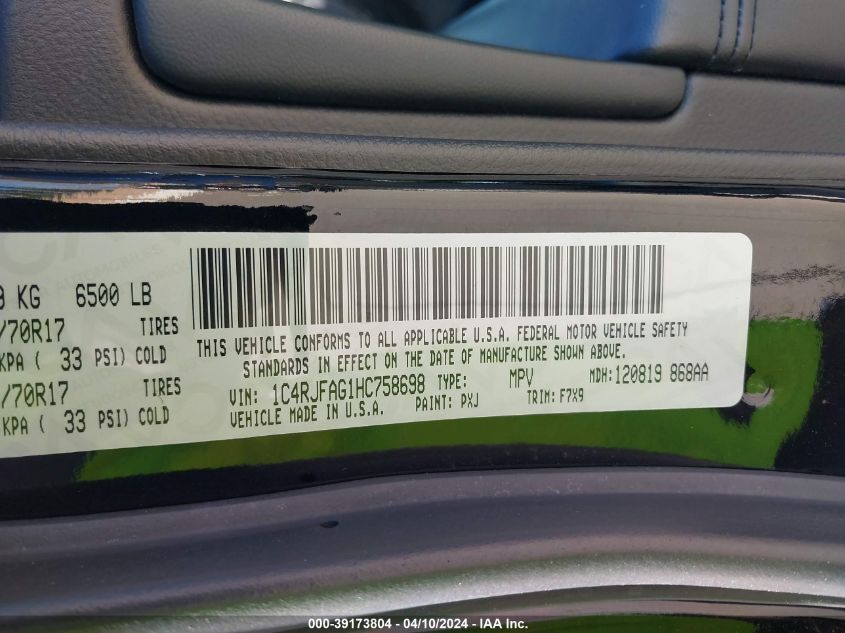 KG 6500 LB
/70R17 TIRES
KPA ( 33 PSI) COLD
/70R17 TIRES
KPA ( 33 PSI) COLD
THIS VEHICLE CONFORMS TO ALL APPLICABLE U.S.A. FEDERAL MOTOR VEHICLE SAFETY
STANDARDS IN EFFECT ON THE DATE OF MANUFACTURE SHOWN ABOVE.
VIN: 1C4RJFAG1HC758698 TYPE: MPV MDH:120819 868AA
VEHICLE MADE IN U.S.A. PAINT: PXJ TRIM: F7X9
000-39173804 - 04/10/2024 - IAA Inc.